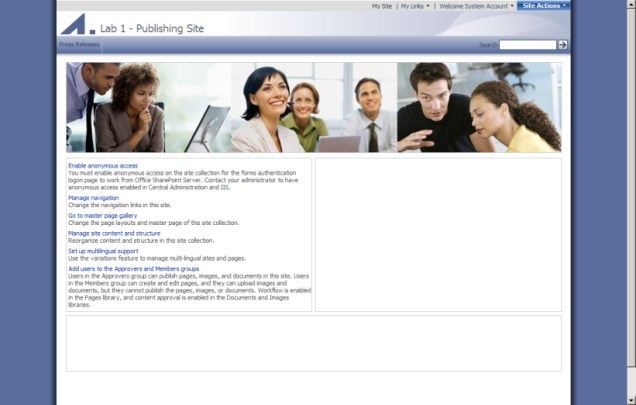 My Site | My Links | Welcome System Account | Site Actions
Lab 1 - Publishing Site
Press Releases Search
Enable anonymous access
You must enable anonymous access on the site collection for the forms authentication
logon page to work from Office SharePoint Server. Contact your administrator to have
anonymous access enabled in Central Administration and IIS.
Manage navigation
Change the navigation links in this site.
Go to master page gallery
Change the page layouts and master page of this site collection.
Manage site content and structure
Reorganize content and structure in this site collection.
Set up multilingual support
Use the variations feature to manage multi-lingual sites and pages.
Add users to the Approvers and Members groups
Users in the Approvers group can publish pages, images, and documents in this site. Users
in the Members group can create and edit pages, and they can upload images and
documents, but they cannot publish the pages, images, or documents. Workflow is enabled
in the Pages library, and content approval is enabled in the Documents and Images
libraries.